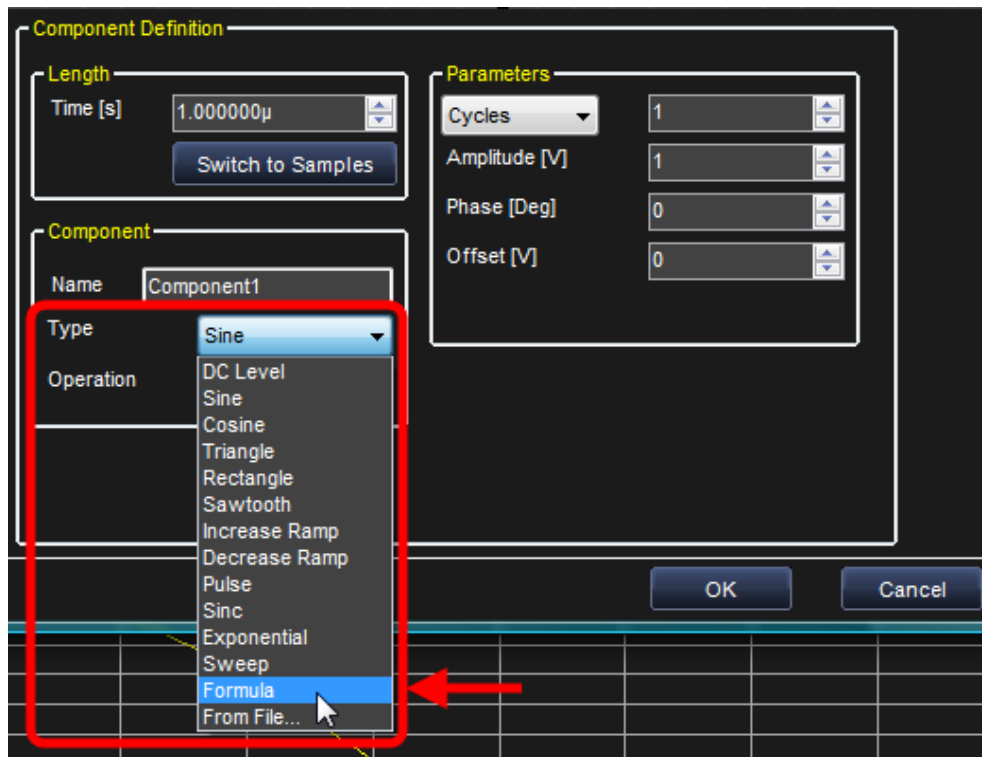 Component Definition
Length
Time [s]
1.000000µ
Switch to Samples
Parameters
Cycles
1
Amplitude [V]
1
Phase [Deg]
0
Offset [V]
0
Component
Name
Component1
Type
Sine
Operation
DC Level
Sine
Cosine
Triangle
Rectangle
Sawtooth
Increase Ramp
Decrease Ramp
Pulse
Sinc
Exponential
Sweep
Formula
From File...
OK
Cancel